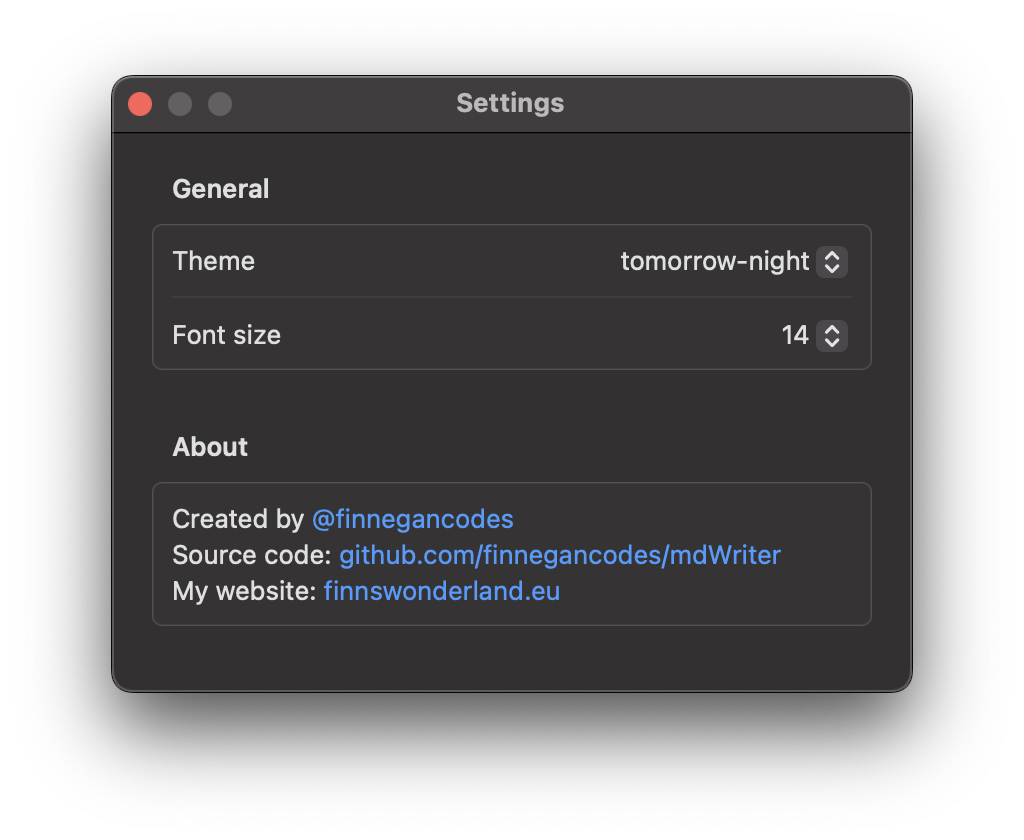 Settings
General
Theme tomorrow-night
Font size 14
About
Created by @finnegancodes
Source code: github.com/finnegancodes/mdWriter
My website: finnswonderland.eu